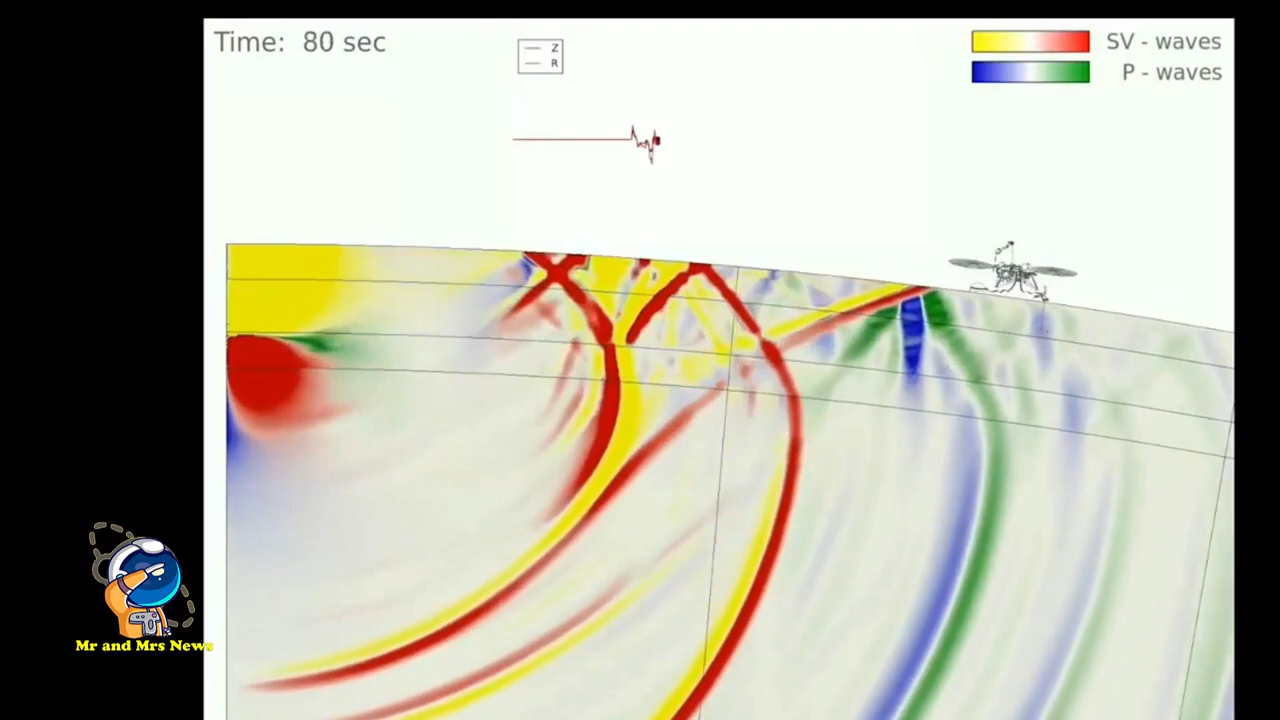 Time: 80 sec
Z
R
SV - waves
P - waves
Mr and Mrs News